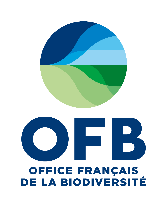 OFB
OFFICE FRANÇAIS
DE LA BIODIVERSITÉ